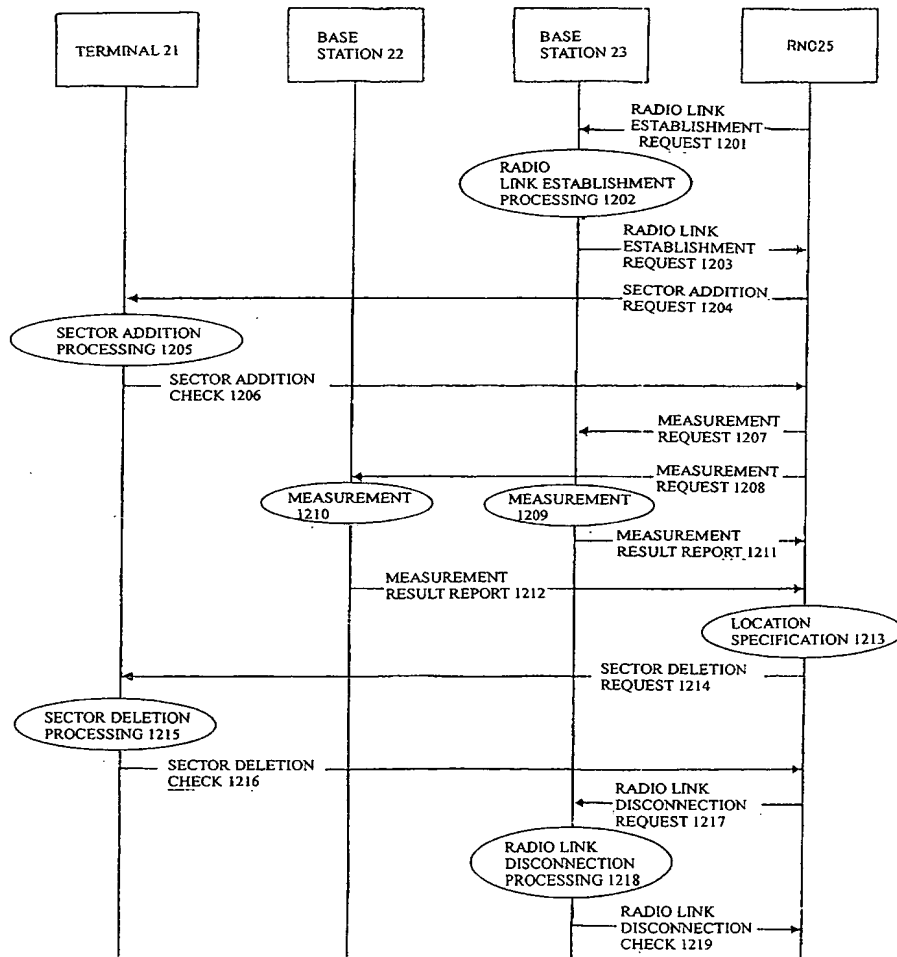 TERMINAL 21
BASE
STATION 22
BASE
STATION 23
RNC25
RADIO LINK
ESTABLISHMENT
REQUEST 1201
RADIO
LINK ESTABLISHMENT
PROCESSING 1202
RADIO LINK
ESTABLISHMENT
REQUEST 1203
SECTOR ADDITION
REQUEST 1204
SECTOR ADDITION
PROCESSING 1205
SECTOR ADDITION
CHECK 1206
MEASUREMENT
REQUEST 1207
MEASUREMENT
REQUEST 1208
MEASUREMENT
1210
MEASUREMENT
1209
MEASUREMENT
RESULT REPORT 1211
MEASUREMENT
RESULT REPORT 1212
LOCATION
SPECIFICATION 1213
SECTOR DELETION
REQUEST 1214
SECTOR DELETION
PROCESSING 1215
SECTOR DELETION
CHECK 1216
RADIO LINK
DISCONNECTION
REQUEST 1217
RADIO LINK
DISCONNECTION
PROCESSING 1218
RADIO LINK
DISCONNECTION
CHECK 1219